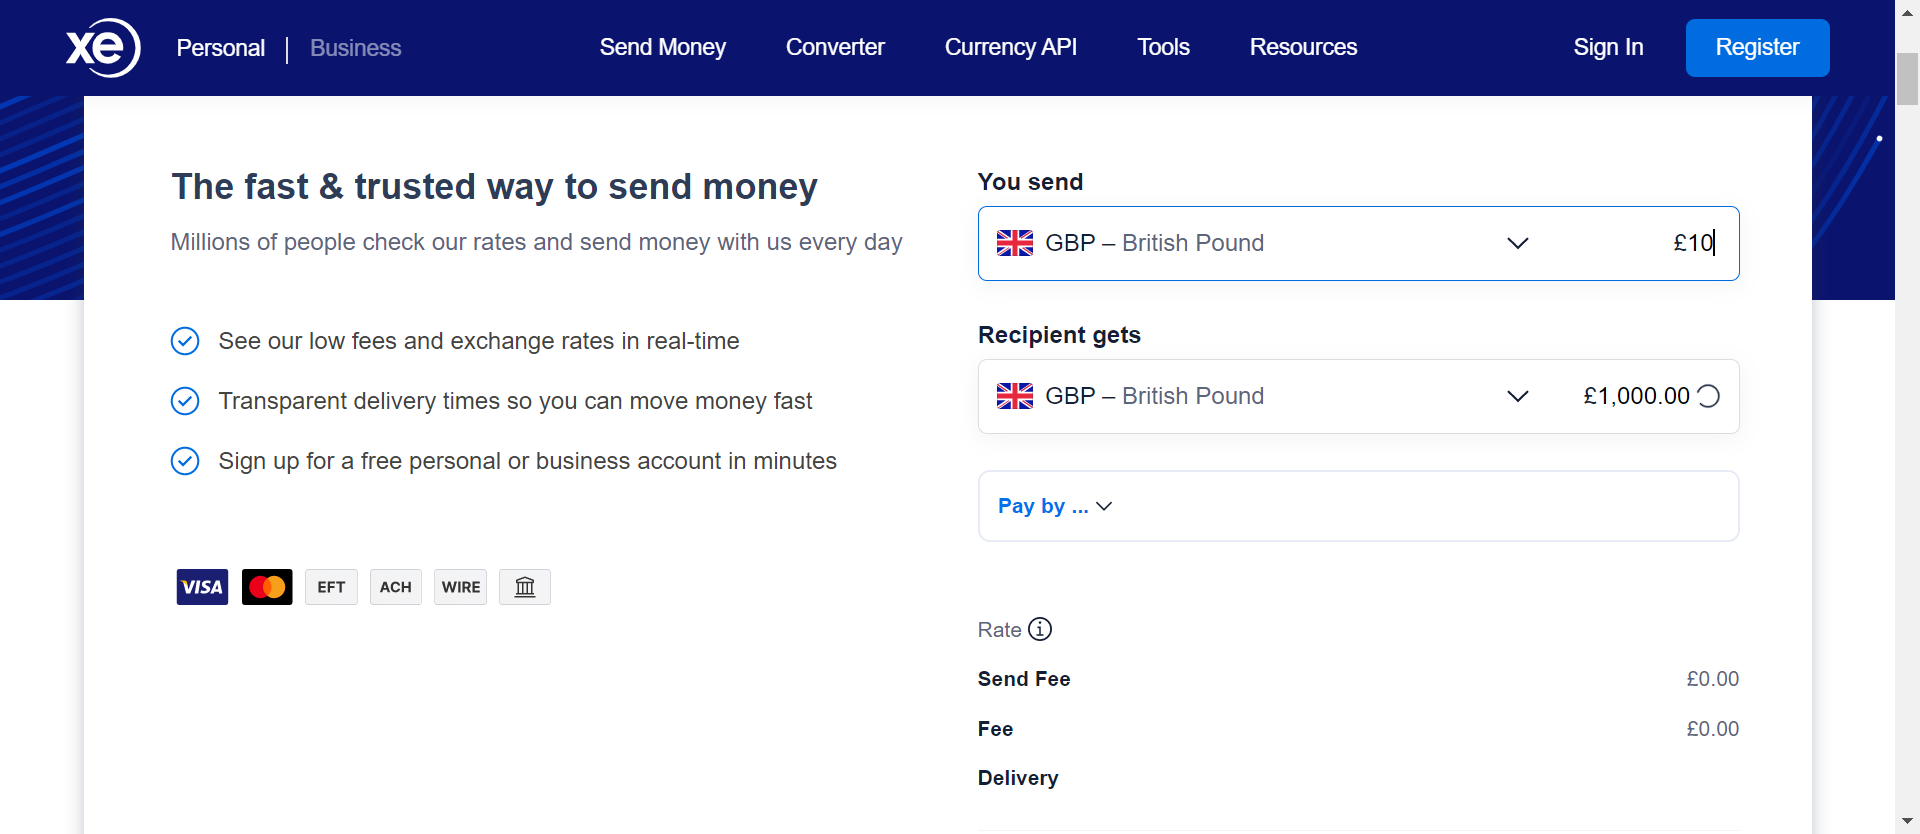 xe Personal | Business Send Money Converter Currency API Tools Resources Sign In Register
The fast & trusted way to send money
Millions of people check our rates and send money with us every day
See our low fees and exchange rates in real-time
Transparent delivery times so you can move money fast
Sign up for a free personal or business account in minutes
VISA EFT ACH WIRE
You send
GBP – British Pound £10
Recipient gets
GBP – British Pound £1,000.00
Pay by ...
Rate
Send Fee £0.00
Fee £0.00
Delivery